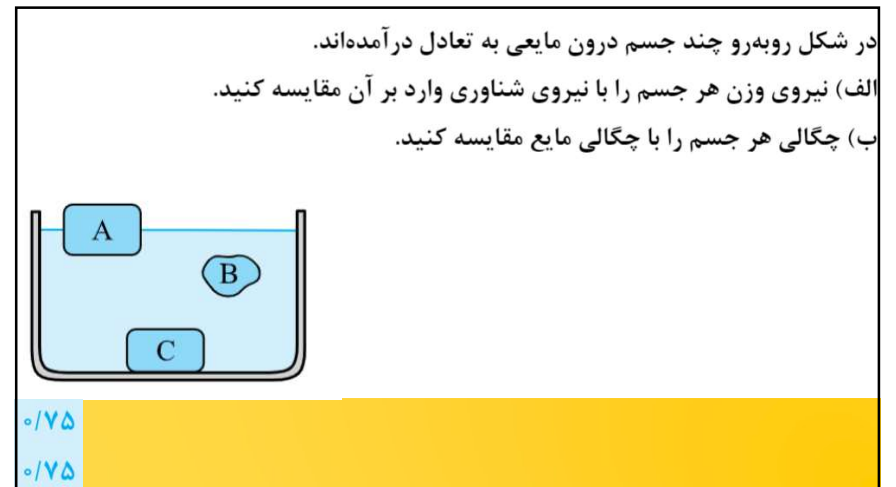 در شکل روبه‌رو چند جسم درون مایعی به تعادل درآمده‌اند.
الف) نیروی وزن هر جسم را با نیروی شناوری وارد بر آن مقایسه کنید.
ب) چگالی هر جسم را با چگالی مایع مقایسه کنید.
A
B
C
۰/۷۵
۰/۷۵